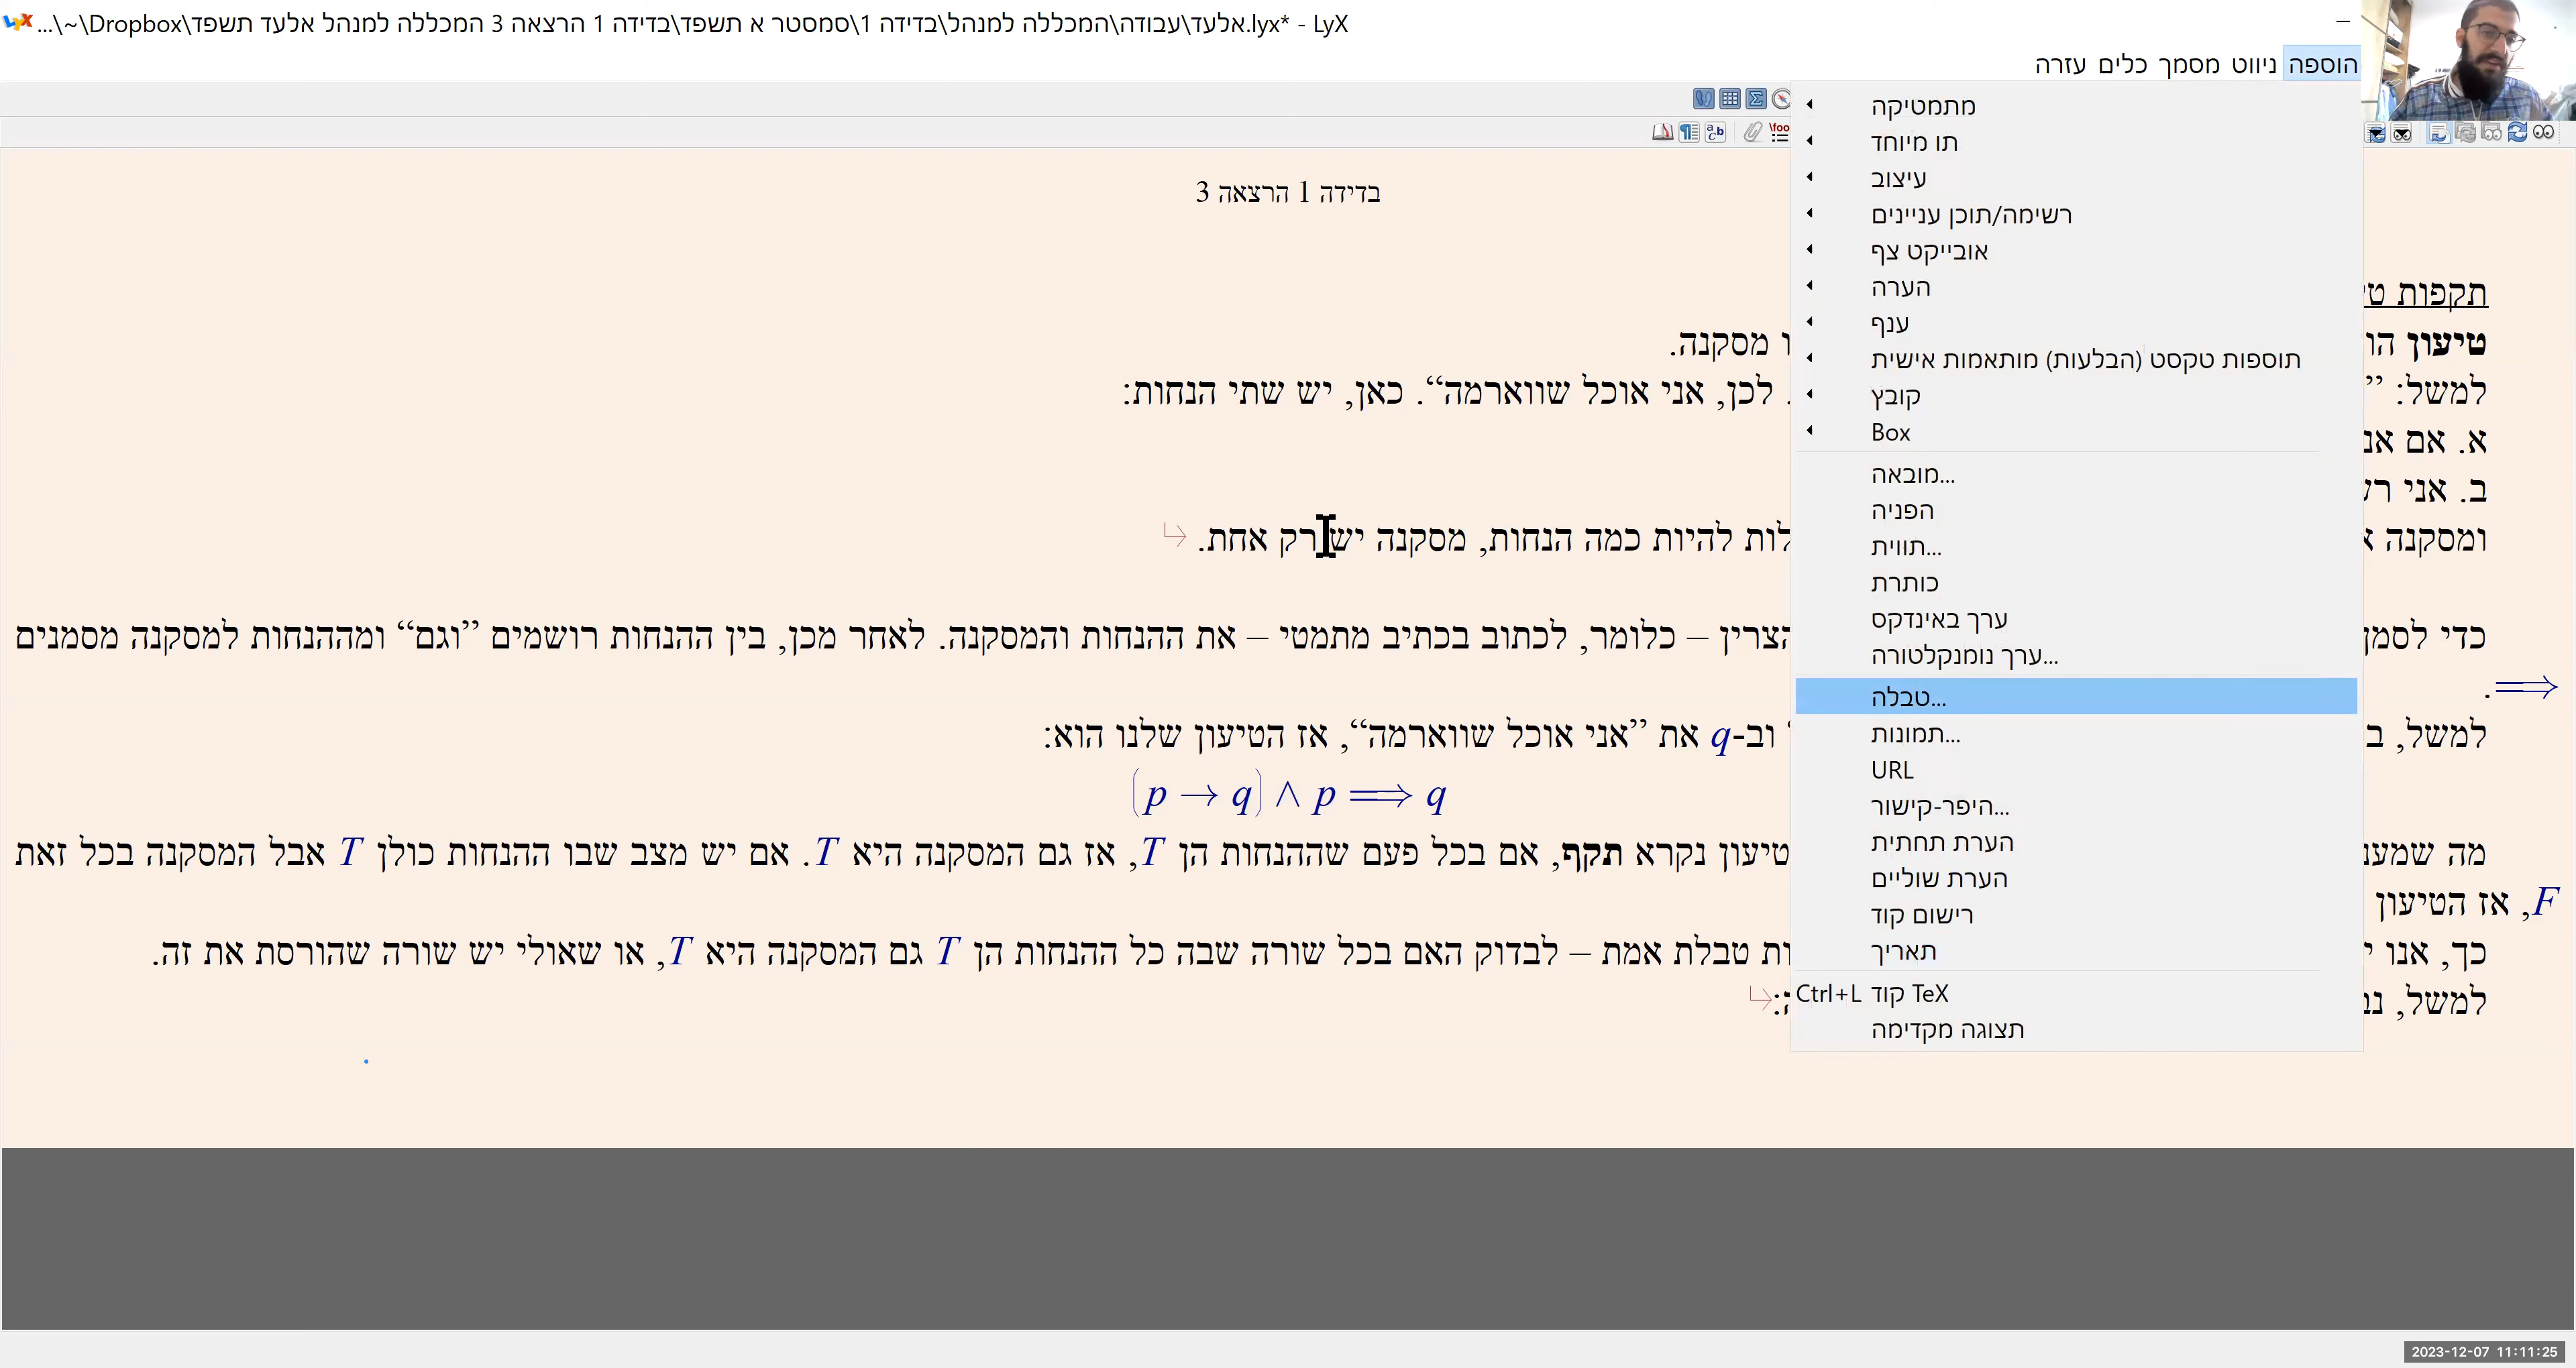 ...\~\Dropbox\אלעד\עבודה\המכללה למנהל\בדידה 1\סמסטר א תשפד\בדידה 1 הרצאה 3 המכללה למנהל אלעד תשפד.lyx* - LyX
הוספה ניווט מסמך כלים עזרה
מתמטיקה
תו מיוחד
עיצוב
רשימה/תוכן עניינים
אובייקט צף
הערה
ענף
תוספות טקסט (הבלעות) מותאמות אישית
קובץ
Box
מובאה...
הפניה
תווית...
כותרת
ערך באינדקס
ערך נומנקלטורה...
טבלה...
תמונות...
URL
היפר-קישור...
הערת תחתית
הערת שוליים
רישום קוד
תאריך
קוד TeX Ctrl+L
תצוגה מקדימה
בדידה 1 הרצאה 3
תקפות
טיעון הו מסקנה.
למשל: ” לכן, אני אוכל שווארמה“. כאן, יש שתי הנחות:
א. אם
ב. אני
ומסקנה להיות כמה הנחות, מסקנה יש רק אחת.
כדי הצרין – כלומר, לכתוב בכתיב מתמטי – את ההנחות והמסקנה. לאחר מכן, בין ההנחות רושמים ”וגם“ ומההנחות למסקנה מסמנים
⟹.
למשל, וב-q את ”אני אוכל שווארמה“, אז הטיעון שלנו הוא:
(p → q) ∧ p ⟹ q
מה טיעון נקרא תקף, אם בכל פעם שההנחות הן T, אז גם המסקנה היא T. אם יש מצב שבו ההנחות כולן T אבל המסקנה בכל זאת
F, אז הטיעון
כך, אנו טבלת אמת – לבדוק האם בכל שורה שבה כל ההנחות הן T גם המסקנה היא T, או שאולי יש שורה שהורסת את זה.
למשל,
2023-12-07 11:11:25